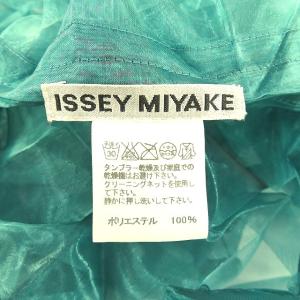 ISSEY MIYAKE
30
タンブラー乾燥及び家庭での
乾燥機はお避け下さい。
クリーニングネットを使用して
静かに押し洗いして下さい。
ポリエステル 100%